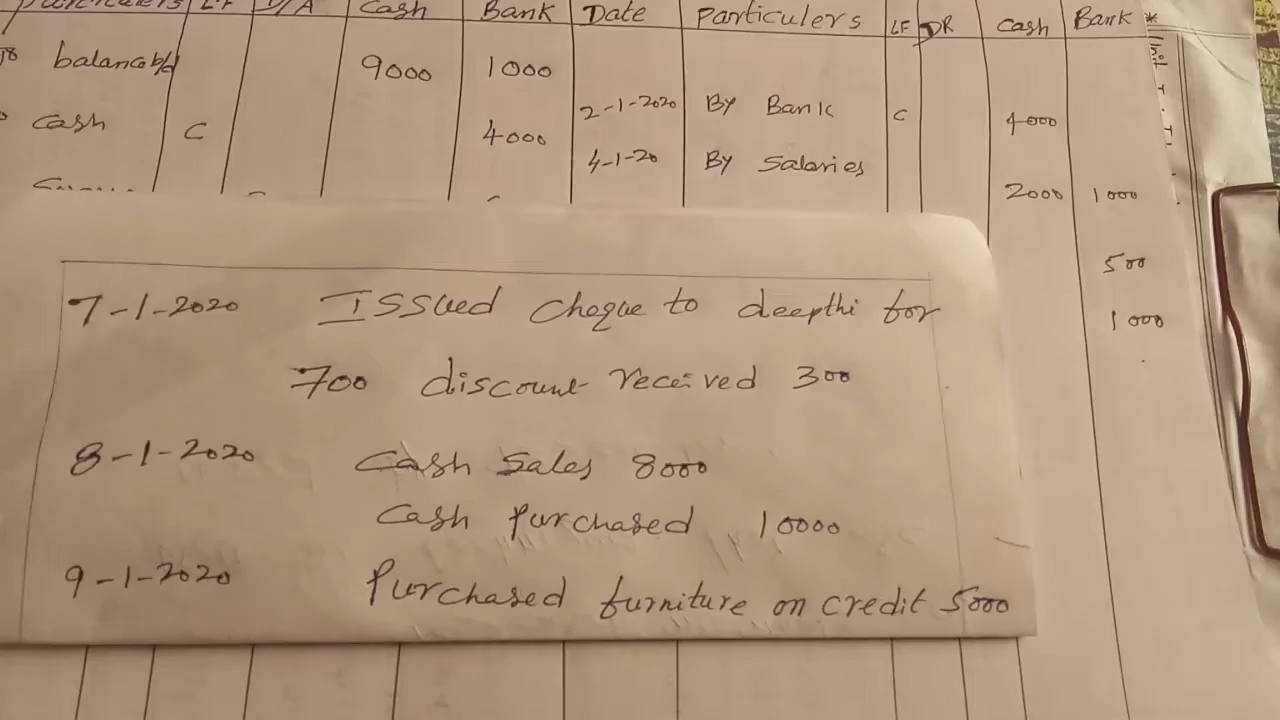 L.F D/A Cash Bank Date Particulers LF DR Cash Bank
balance b/d 9000 1000
2-1-2020 By Bank C 4000
cash C 4000
4-1-20 By Salaries
2000 1000
500
1000
7-1-2020 ISSued cheque to deepthi for
700 discount received 300
8-1-2020 Cash Sales 8000
Cash Purchased 10000
9-1-2020 Purchased furniture on credit 5000